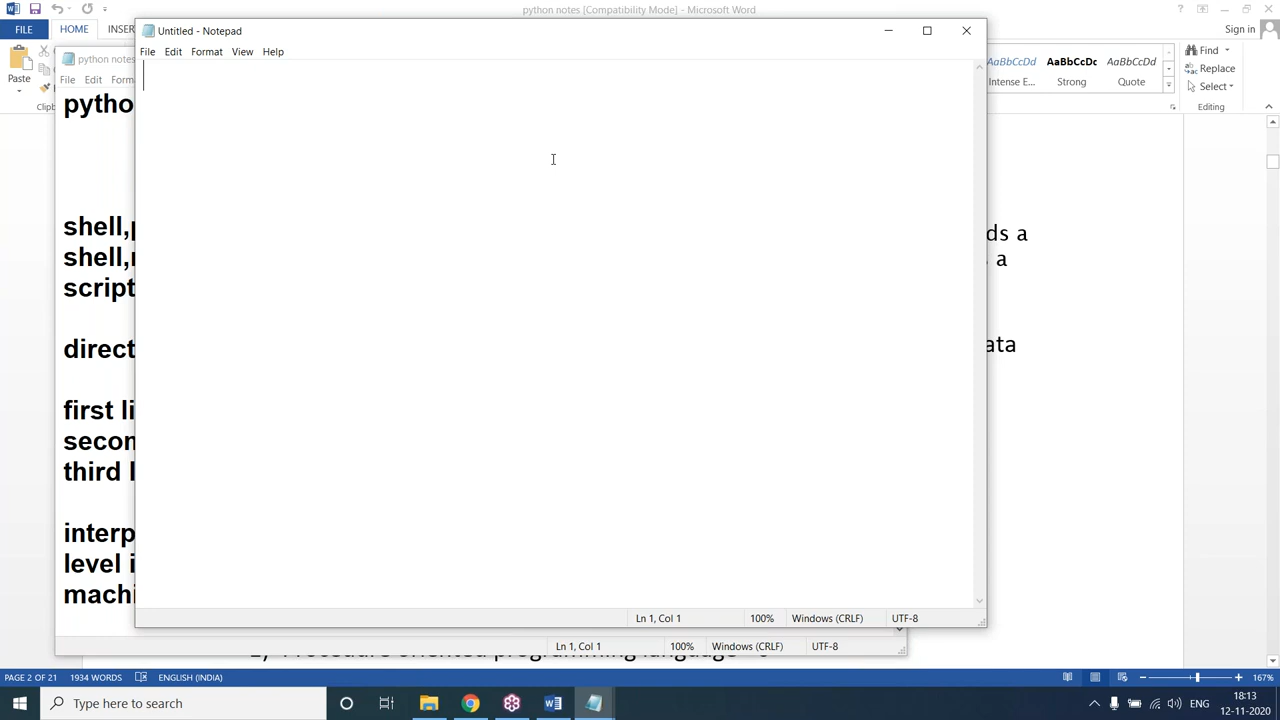 python notes [Compatibility Mode] - Microsoft Word
FILE HOME INSER
Sign in
Untitled - Notepad
File Edit Format View Help
python notes
File Edit Form
Paste
Clipb
AaBbCcDd AaBbCcDc AaBbCcDd
Intense E... Strong Quote
Find
Replace
Select
Editing
pytho
shell,
shell,
script
direct
first li
secon
third l
interp
level i
machi
ds a
a
ata
Ln 1, Col 1 100% Windows (CRLF) UTF-8
Ln 1, Col 1 100% Windows (CRLF) UTF-8
PAGE 2 OF 21 1934 WORDS ENGLISH (INDIA) 167%
Type here to search
ENG
18:13
12-11-2020